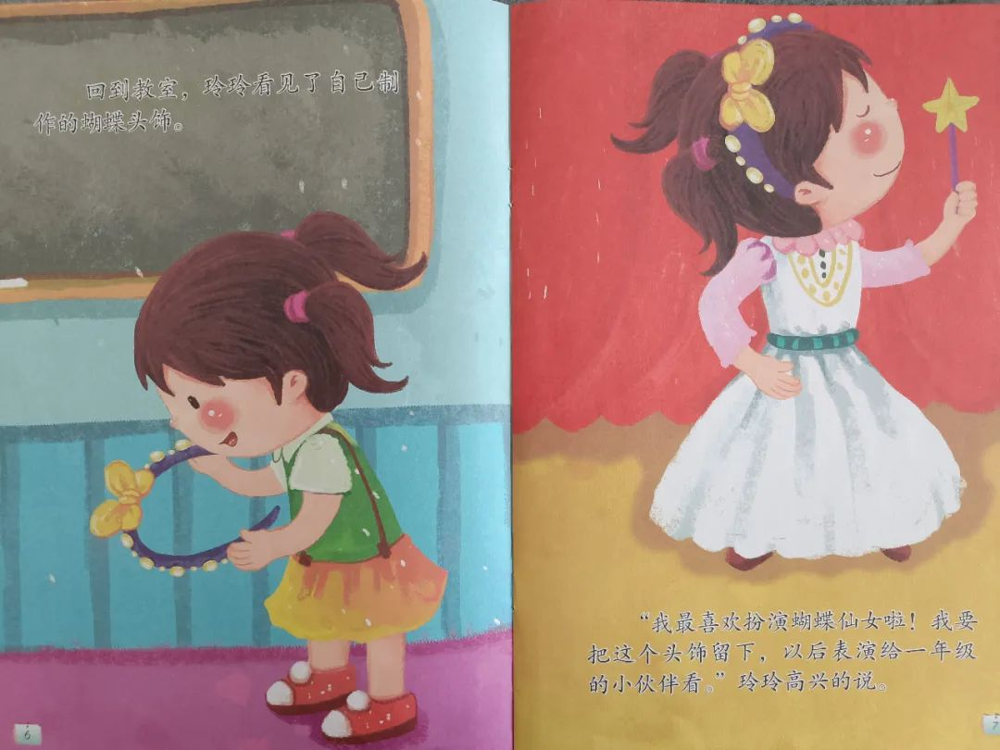 回到教室，玲玲看见了自己制
作的蝴蝶头饰。
6
“我最喜欢扮演蝴蝶仙女啦！我要
把这个头饰留下，以后表演给一年级
的小伙伴看。”玲玲高兴的说。
7